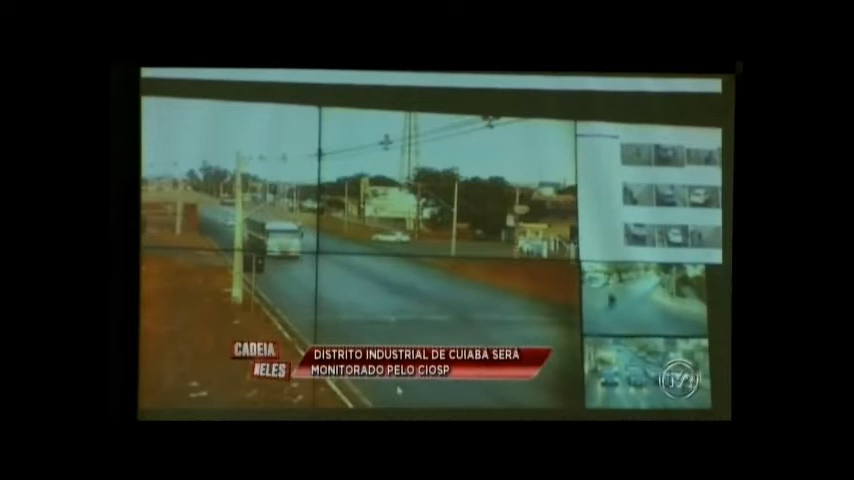 CADEIA
NELES
DISTRITO INDUSTRIAL DE CUIABÁ SERÁ
MONITORADO PELO CIOSP